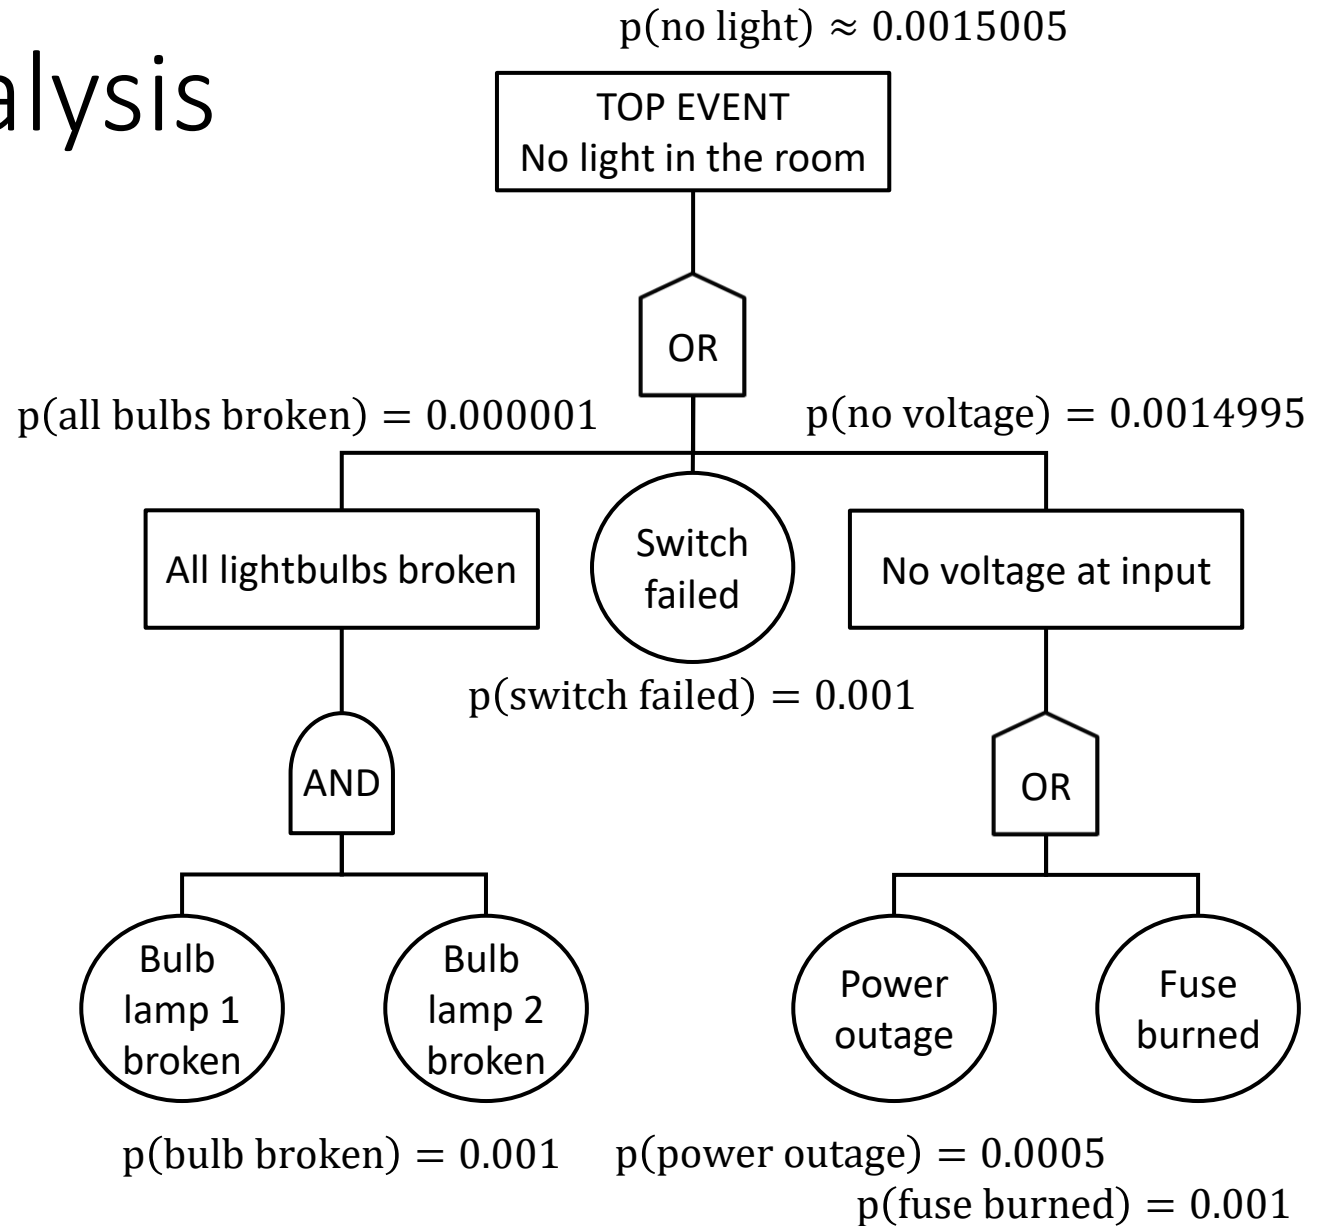 alysis
p(no light) ≈ 0.0015005
TOP EVENT
No light in the room
OR
p(all bulbs broken) = 0.000001
p(no voltage) = 0.0014995
All lightbulbs broken
Switch
failed
No voltage at input
p(switch failed) = 0.001
AND
OR
Bulb
lamp 1
broken
Bulb
lamp 2
broken
Power
outage
Fuse
burned
p(bulb broken) = 0.001
p(power outage) = 0.0005
p(fuse burned) = 0.001